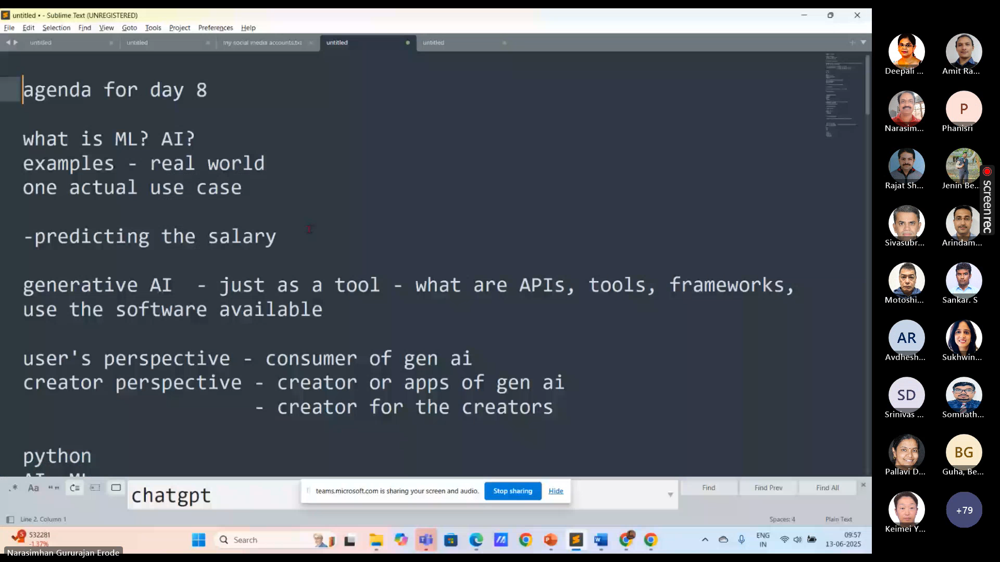 untitled • - Sublime Text (UNREGISTERED)
File Edit Selection Find View Goto Tools Project Preferences Help
untitled untitled my social media accounts.txt untitled untitled
agenda for day 8
what is ML? AI?
examples - real world
one actual use case
-predicting the salary
generative AI - just as a tool - what are APIs, tools, frameworks,
use the software available
user's perspective - consumer of gen ai
creator perspective - creator or apps of gen ai
- creator for the creators
python
AI, ML
.* Aa “” chatgpt
teams.microsoft.com is sharing your screen and audio. Stop sharing Hide
Find Find Prev Find All
Line 2, Column 1 Spaces: 4 Plain Text
5 532281
-1.37%
Search
ENG
IN
09:57
13-06-2025
Narasimhan Gururajan Erode
Deepali ... Amit Ra...
P
Narasim... Phanisri
Rajat Sh... Jenin Be...
screenrec
Sivasubr... Arindam...
Motoshi... Sankar. S
AR
Avdhesh... Sukhwin...
SD
Srinivas ... Somnath...
BG
Pallavi D... Guha, Be...
+79
Keimei Y...